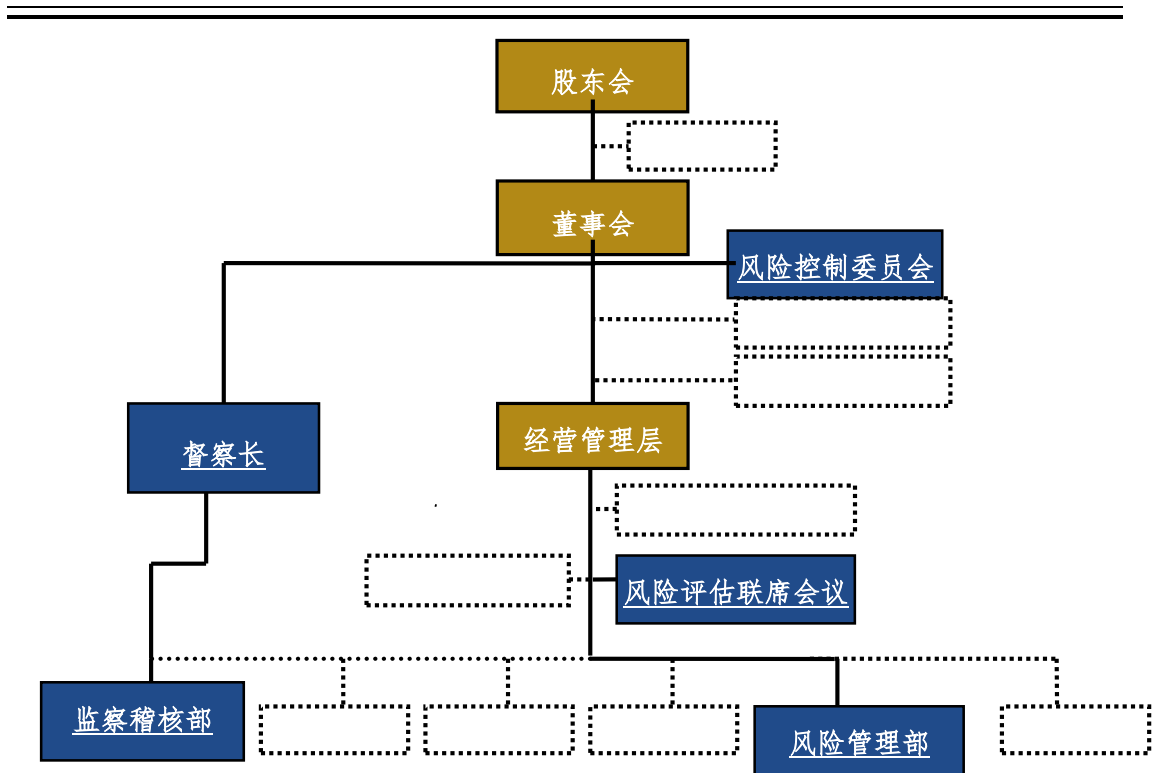 股东会
董事会
风险控制委员会
督察长
经营管理层
风险评估联席会议
监察稽核部
风险管理部